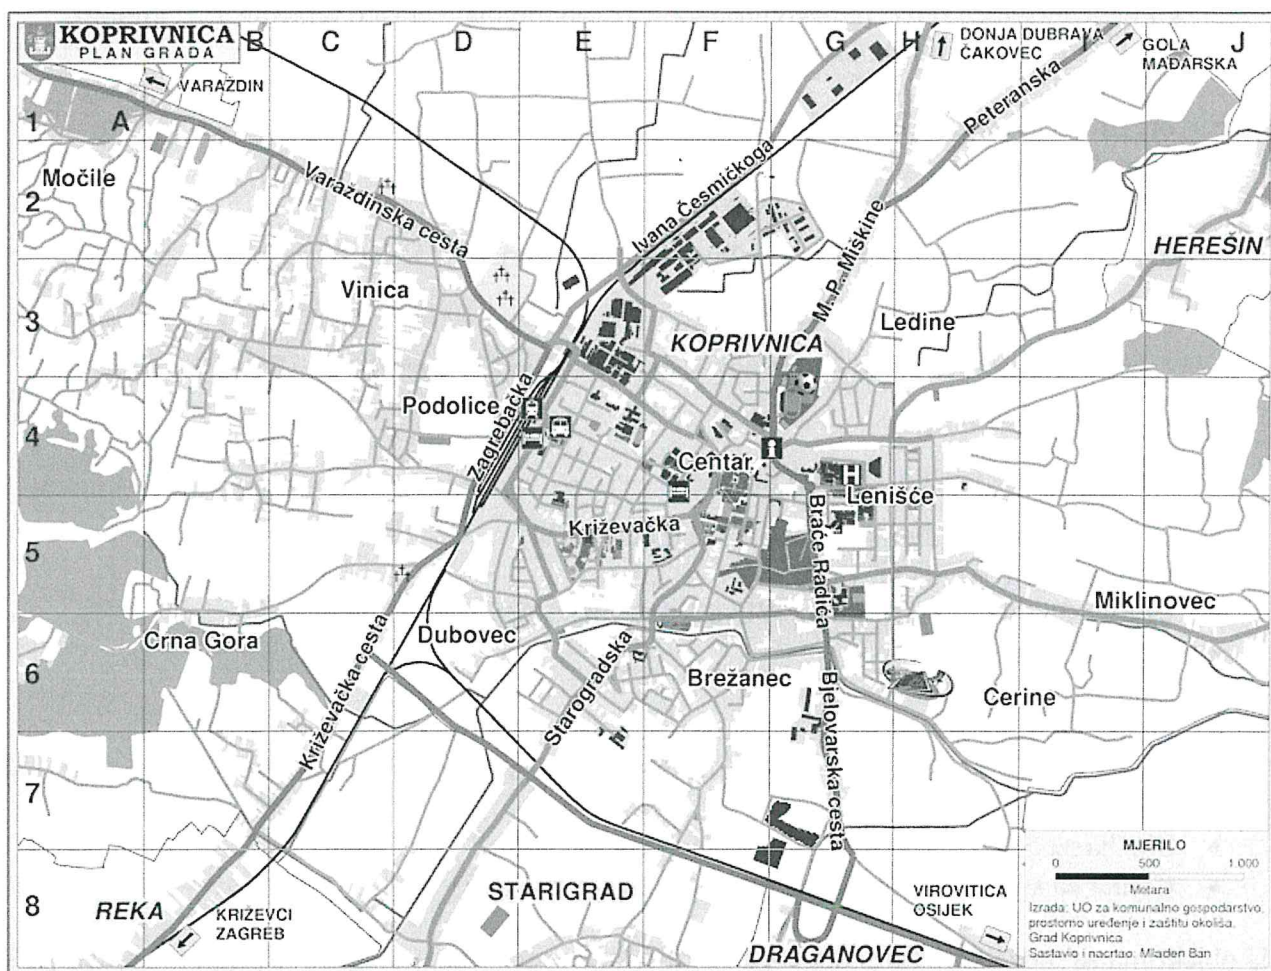 KOPRIVNICA
PLAN GRADA
B
C
D
E
F
G
H
I
J
DONJA DUBRAVA
ČAKOVEC
GOLA
MAĐARSKA
VARAŽDIN
1
A
Peteranska
Močile
2
Varaždinska cesta
Ivana Česmičkoga
M. P. Miškine
HEREŠIN
Vinica
3
KOPRIVNICA
Ledine
Podolice
Zagrebačka
4
Centar
Lenišće
Križevačka
5
Braće Radića
Miklinovec
Crna Gora
Dubovec
6
Križevačka cesta
Starogradska
Brežanec
Bjelovarska cesta
Cerine
7
MJERILO
0 500 1.000
Metara
8
STARIGRAD
REKA
KRIŽEVCI
ZAGREB
VIROVITICA
OSIJEK
DRAGANOVEC
Izrada: UO za komunalno gospodarstvo,
prostorno uređenje i zaštitu okoliša,
Grad Koprivnica
Sastavio i nacrtao: Mladen Ban